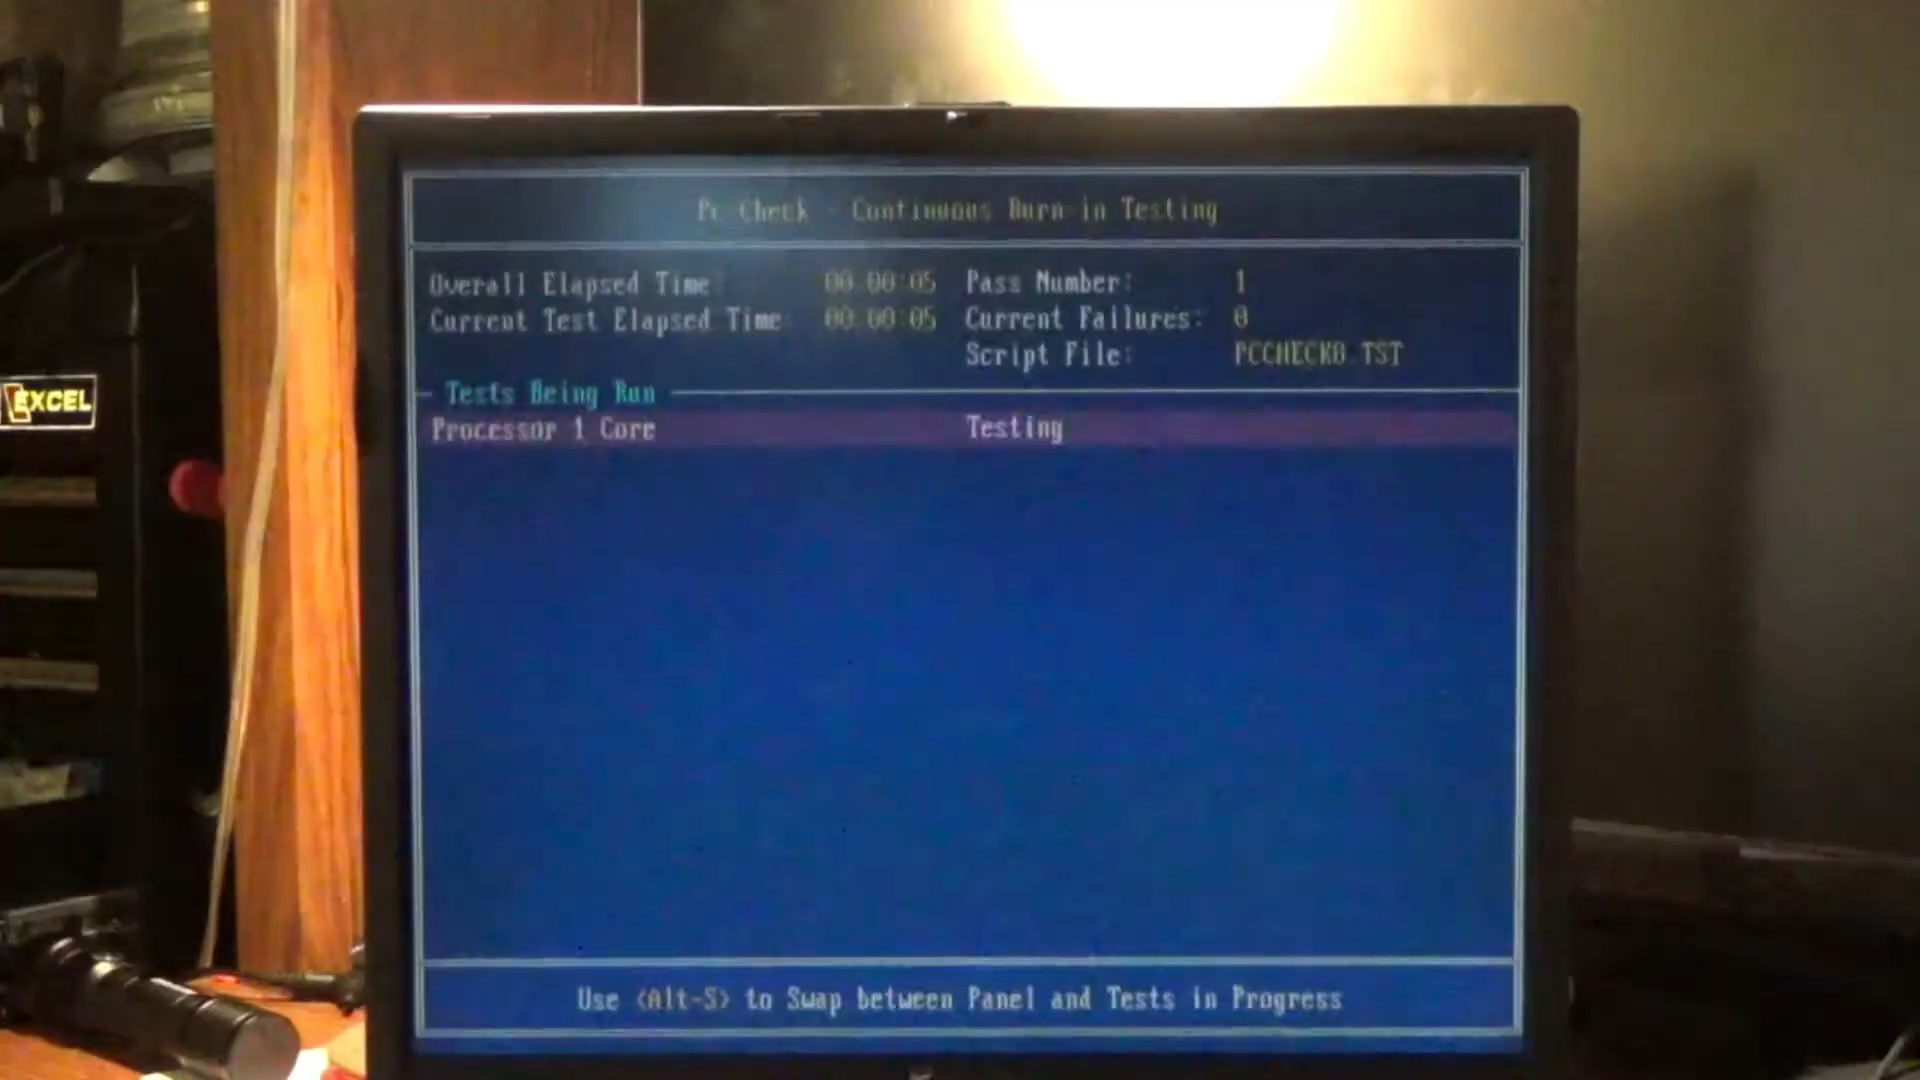 EXCEL
Pc-Check - Continuous Burn-in Testing
Overall Elapsed Time: 00:00:05 Pass Number: 1
Current Test Elapsed Time: 00:00:05 Current Failures: 0
Script File: PCCHECK0.TST
Tests Being Run
Processor 1 Core Testing
Use <Alt-S> to Swap between Panel and Tests in Progress